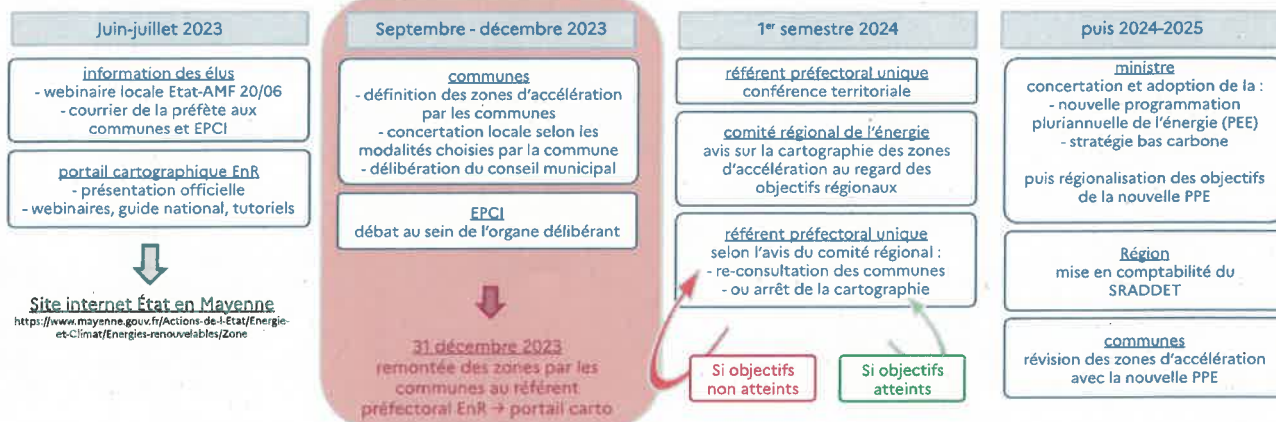 Juin-juillet 2023
information des élus
- webinaire locale Etat-AMF 20/06
- courrier de la préfète aux
communes et EPCI
portail cartographique EnR
- présentation officielle
- webinaires, guide national, tutoriels
Site internet État en Mayenne
https://www.mayenne.gouv.fr/Actions-de-l-Etat/Energie-
et-Climat/Energies-renouvelables/Zone
Septembre - décembre 2023
communes
- définition des zones d'accélération
par les communes
- concertation locale selon les
modalités choisies par la commune
- délibération du conseil municipal
EPCI
débat au sein de l'organe délibérant
31 décembre 2023
remontée des zones par les
communes au référent
préfectoral EnR → portail carto
1er semestre 2024
référent préfectoral unique
conférence territoriale
comité régional de l'énergie
avis sur la cartographie des zones
d'accélération au regard des
objectifs régionaux
référent préfectoral unique
selon l'avis du comité régional :
- re-consultation des communes
- ou arrêt de la cartographie
Si objectifs
non atteints
Si objectifs
atteints
puis 2024-2025
ministre
concertation et adoption de la :
- nouvelle programmation
pluriannuelle de l'énergie (PEE)
- stratégie bas carbone
puis régionalisation des objectifs
de la nouvelle PPE
Région
mise en comptabilité du
SRADDET
communes
révision des zones d'accélération
avec la nouvelle PPE